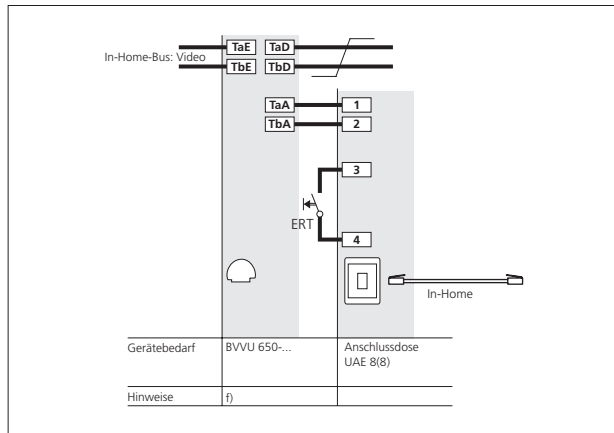 In-Home-Bus: Video
TaE TaD
TbE TbD
TaA 1
TbA 2
3
ERT
4
In-Home
Gerätebedarf BVVU 650-... Anschlussdose
UAE 8(8)
Hinweise f)